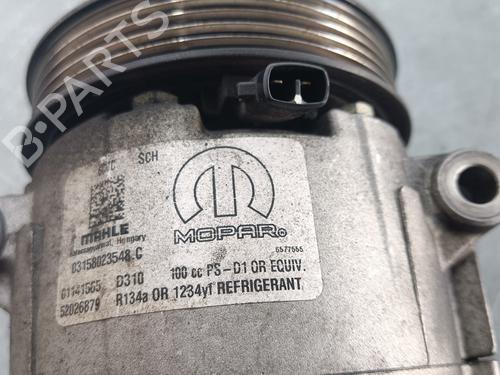 B-PARTS
SCH
MAHLE
Hungary
MOPAR®
6577555
03158023548 C
01141505 D310
52026879
100 cc PS-D1 OR EQUIV.
R134a OR 1234yf REFRIGERANT